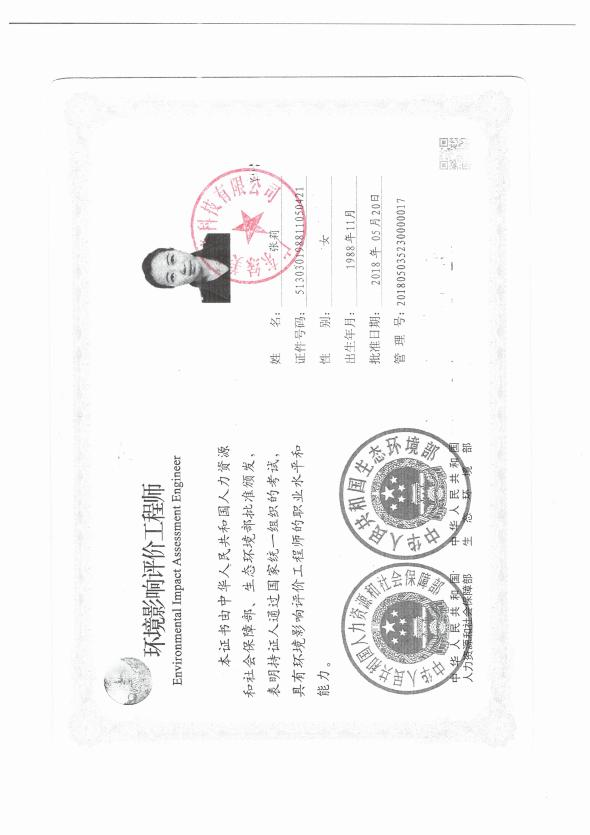 环境影响评价工程师
Environmental Impact Assessment Engineer
本证书由中华人民共和国人力资源
和社会保障部、生态环境部批准颁发,
表明持证人通过国家统一组织的考试,
具有环境影响评价工程师的职业水平和
能力。
中华人民共和国人力资源和社会保障部
中华人民共和国
人力资源和社会保障部
中华人民共和国生态环境部
中华人民共和国
生态环境部
科技有限公司
姓 名: 张莉
证件号码: 513030198811050421
性 别: 女
出生年月: 1988年11月
批准日期: 2018年05月20日
管 理 号: 201805035230000017